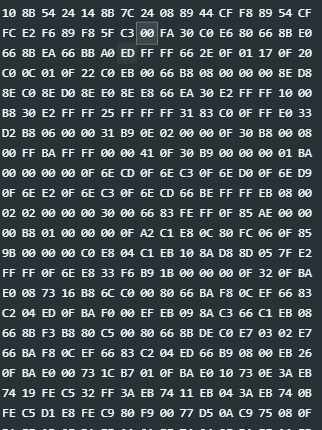 10 8B 54 24 14 8B 7C 24 08 89 44 CF F8 89 54 CF
FC E2 F6 89 F8 5F C3 00 FA 30 C0 E6 80 66 8B E0
66 8B EA 66 BB A0 ED FF FF 66 2E 0F 01 17 0F 20
C0 0C 01 0F 22 C0 EB 00 66 B8 08 00 00 00 8E D8
8E C0 8E D0 8E E0 8E E8 66 EA 30 E2 FF FF 10 00
B8 30 E2 FF FF 25 FF FF FF FF 31 83 C0 0F FF E0 33
D2 B8 06 00 00 31 B9 0E 02 00 00 0F 30 B8 00 08
00 FF BA FF FF 00 00 41 0F 30 B9 00 00 00 01 BA
00 00 00 00 0F 6E CD 0F 6E C3 0F 6E D0 0F 6E D9
0F 6E E2 0F 6E C3 0F 6E CD 66 BE FF FF EB 08 00
02 02 00 00 00 30 00 66 83 FE FF 0F 85 AE 00 00
00 B8 01 00 00 00 0F A2 C1 E8 0C 80 FC 06 0F 85
9B 00 00 00 C0 E8 04 C1 EB 10 8A D8 8D 05 7F E2
FF FF 0F 6E E8 33 F6 B9 1B 00 00 00 0F 32 0F BA
E0 08 73 16 B8 6C C0 00 80 66 BA F8 0C EF 66 83
C2 04 ED 0F BA F0 00 EF EB 09 8A C3 66 C1 EB 08
66 8B F3 B8 80 C5 00 80 66 8B DE C0 E7 03 02 E7
66 BA F8 0C EF 66 83 C2 04 ED 66 B9 08 00 EB 26
0F BA E0 00 73 1C B7 01 0F BA E0 10 73 0E 3A EB
74 19 FE C5 32 FF 3A EB 74 11 EB 04 3A EB 74 0B
FE C5 D1 E8 FE C9 80 F9 00 77 D5 0A C9 75 08 0F